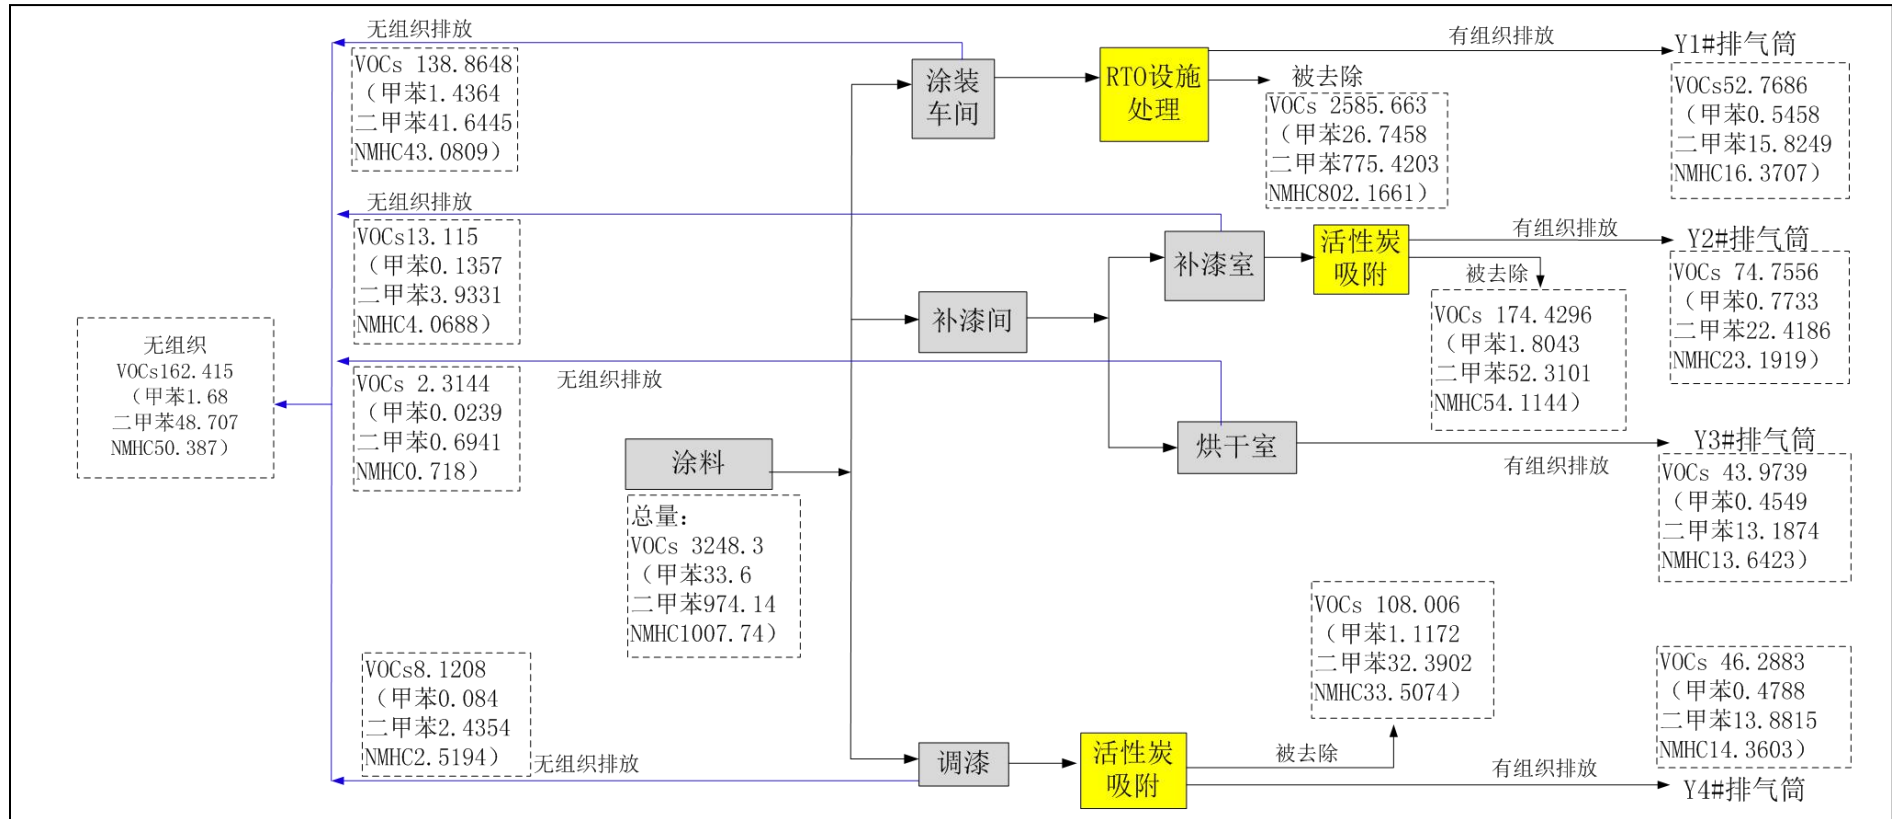 无组织排放
VOCs 138.8648
（甲苯1.4364
二甲苯41.6445
NMHC43.0809）
涂装
车间
RTO设施
处理
有组织排放
Y1#排气筒
VOCs52.7686
（甲苯0.5458
二甲苯15.8249
NMHC16.3707）
被去除
VOCs 2585.663
（甲苯26.7458
二甲苯775.4203
NMHC802.1661）
无组织排放
VOCs13.115
（甲苯0.1357
二甲苯3.9331
NMHC4.0688）
补漆间
补漆室
活性炭
吸附
有组织排放
Y2#排气筒
VOCs 74.7556
（甲苯0.7733
二甲苯22.4186
NMHC23.1919）
被去除
VOCs 174.4296
（甲苯1.8043
二甲苯52.3101
NMHC54.1144）
无组织
VOCs162.415
（甲苯1.68
二甲苯48.707
NMHC50.387）
无组织排放
VOCs 2.3144
（甲苯0.0239
二甲苯0.6941
NMHC0.718）
涂料
总量：
VOCs 3248.3
（甲苯33.6
二甲苯974.14
NMHC1007.74）
烘干室
有组织排放
Y3#排气筒
VOCs 43.9739
（甲苯0.4549
二甲苯13.1874
NMHC13.6423）
VOCs8.1208
（甲苯0.084
二甲苯2.4354
NMHC2.5194）
无组织排放
调漆
活性炭
吸附
被去除
VOCs 108.006
（甲苯1.1172
二甲苯32.3902
NMHC33.5074）
有组织排放
VOCs 46.2883
（甲苯0.4788
二甲苯13.8815
NMHC14.3603）
Y4#排气筒